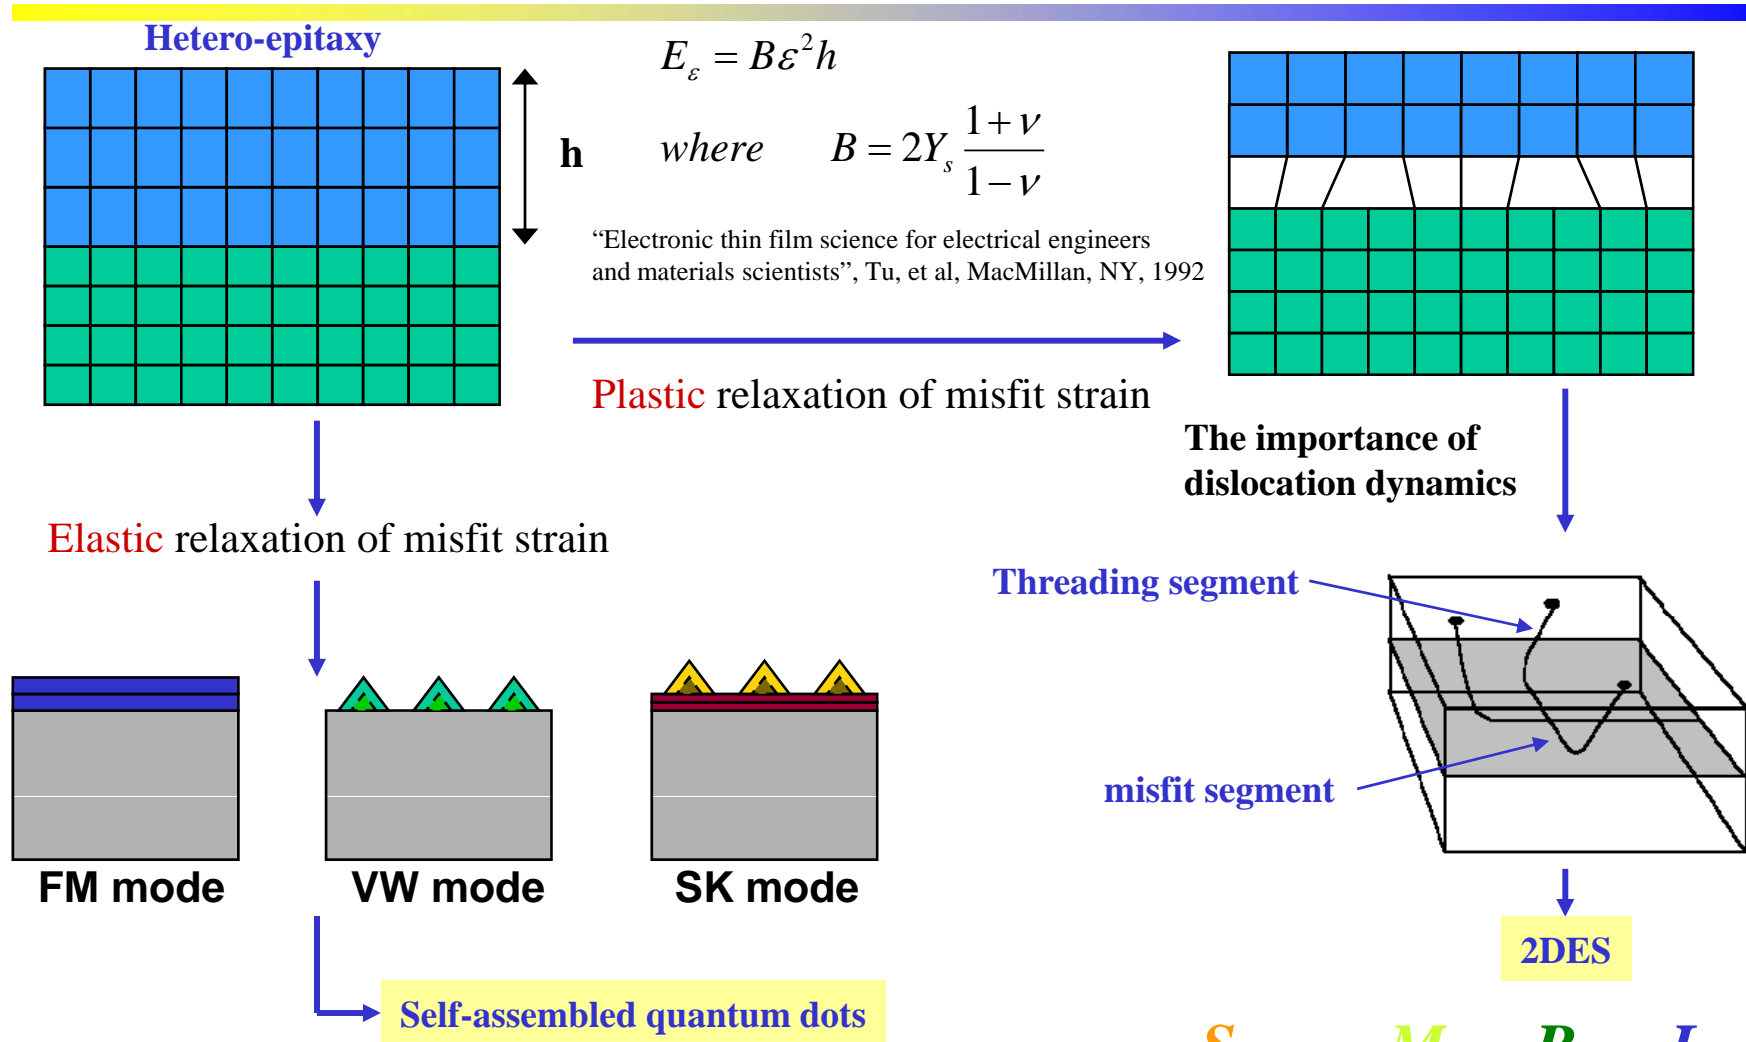 Hetero-epitaxy
E_ε = Bε²h
h
where B = 2Y_s (1+ν)/(1−ν)
“Electronic thin film science for electrical engineers
and materials scientists”, Tu, et al, MacMillan, NY, 1992
Plastic relaxation of misfit strain
The importance of
dislocation dynamics
Elastic relaxation of misfit strain
Threading segment
misfit segment
FM mode
VW mode
SK mode
2DES
Self-assembled quantum dots
S M B I